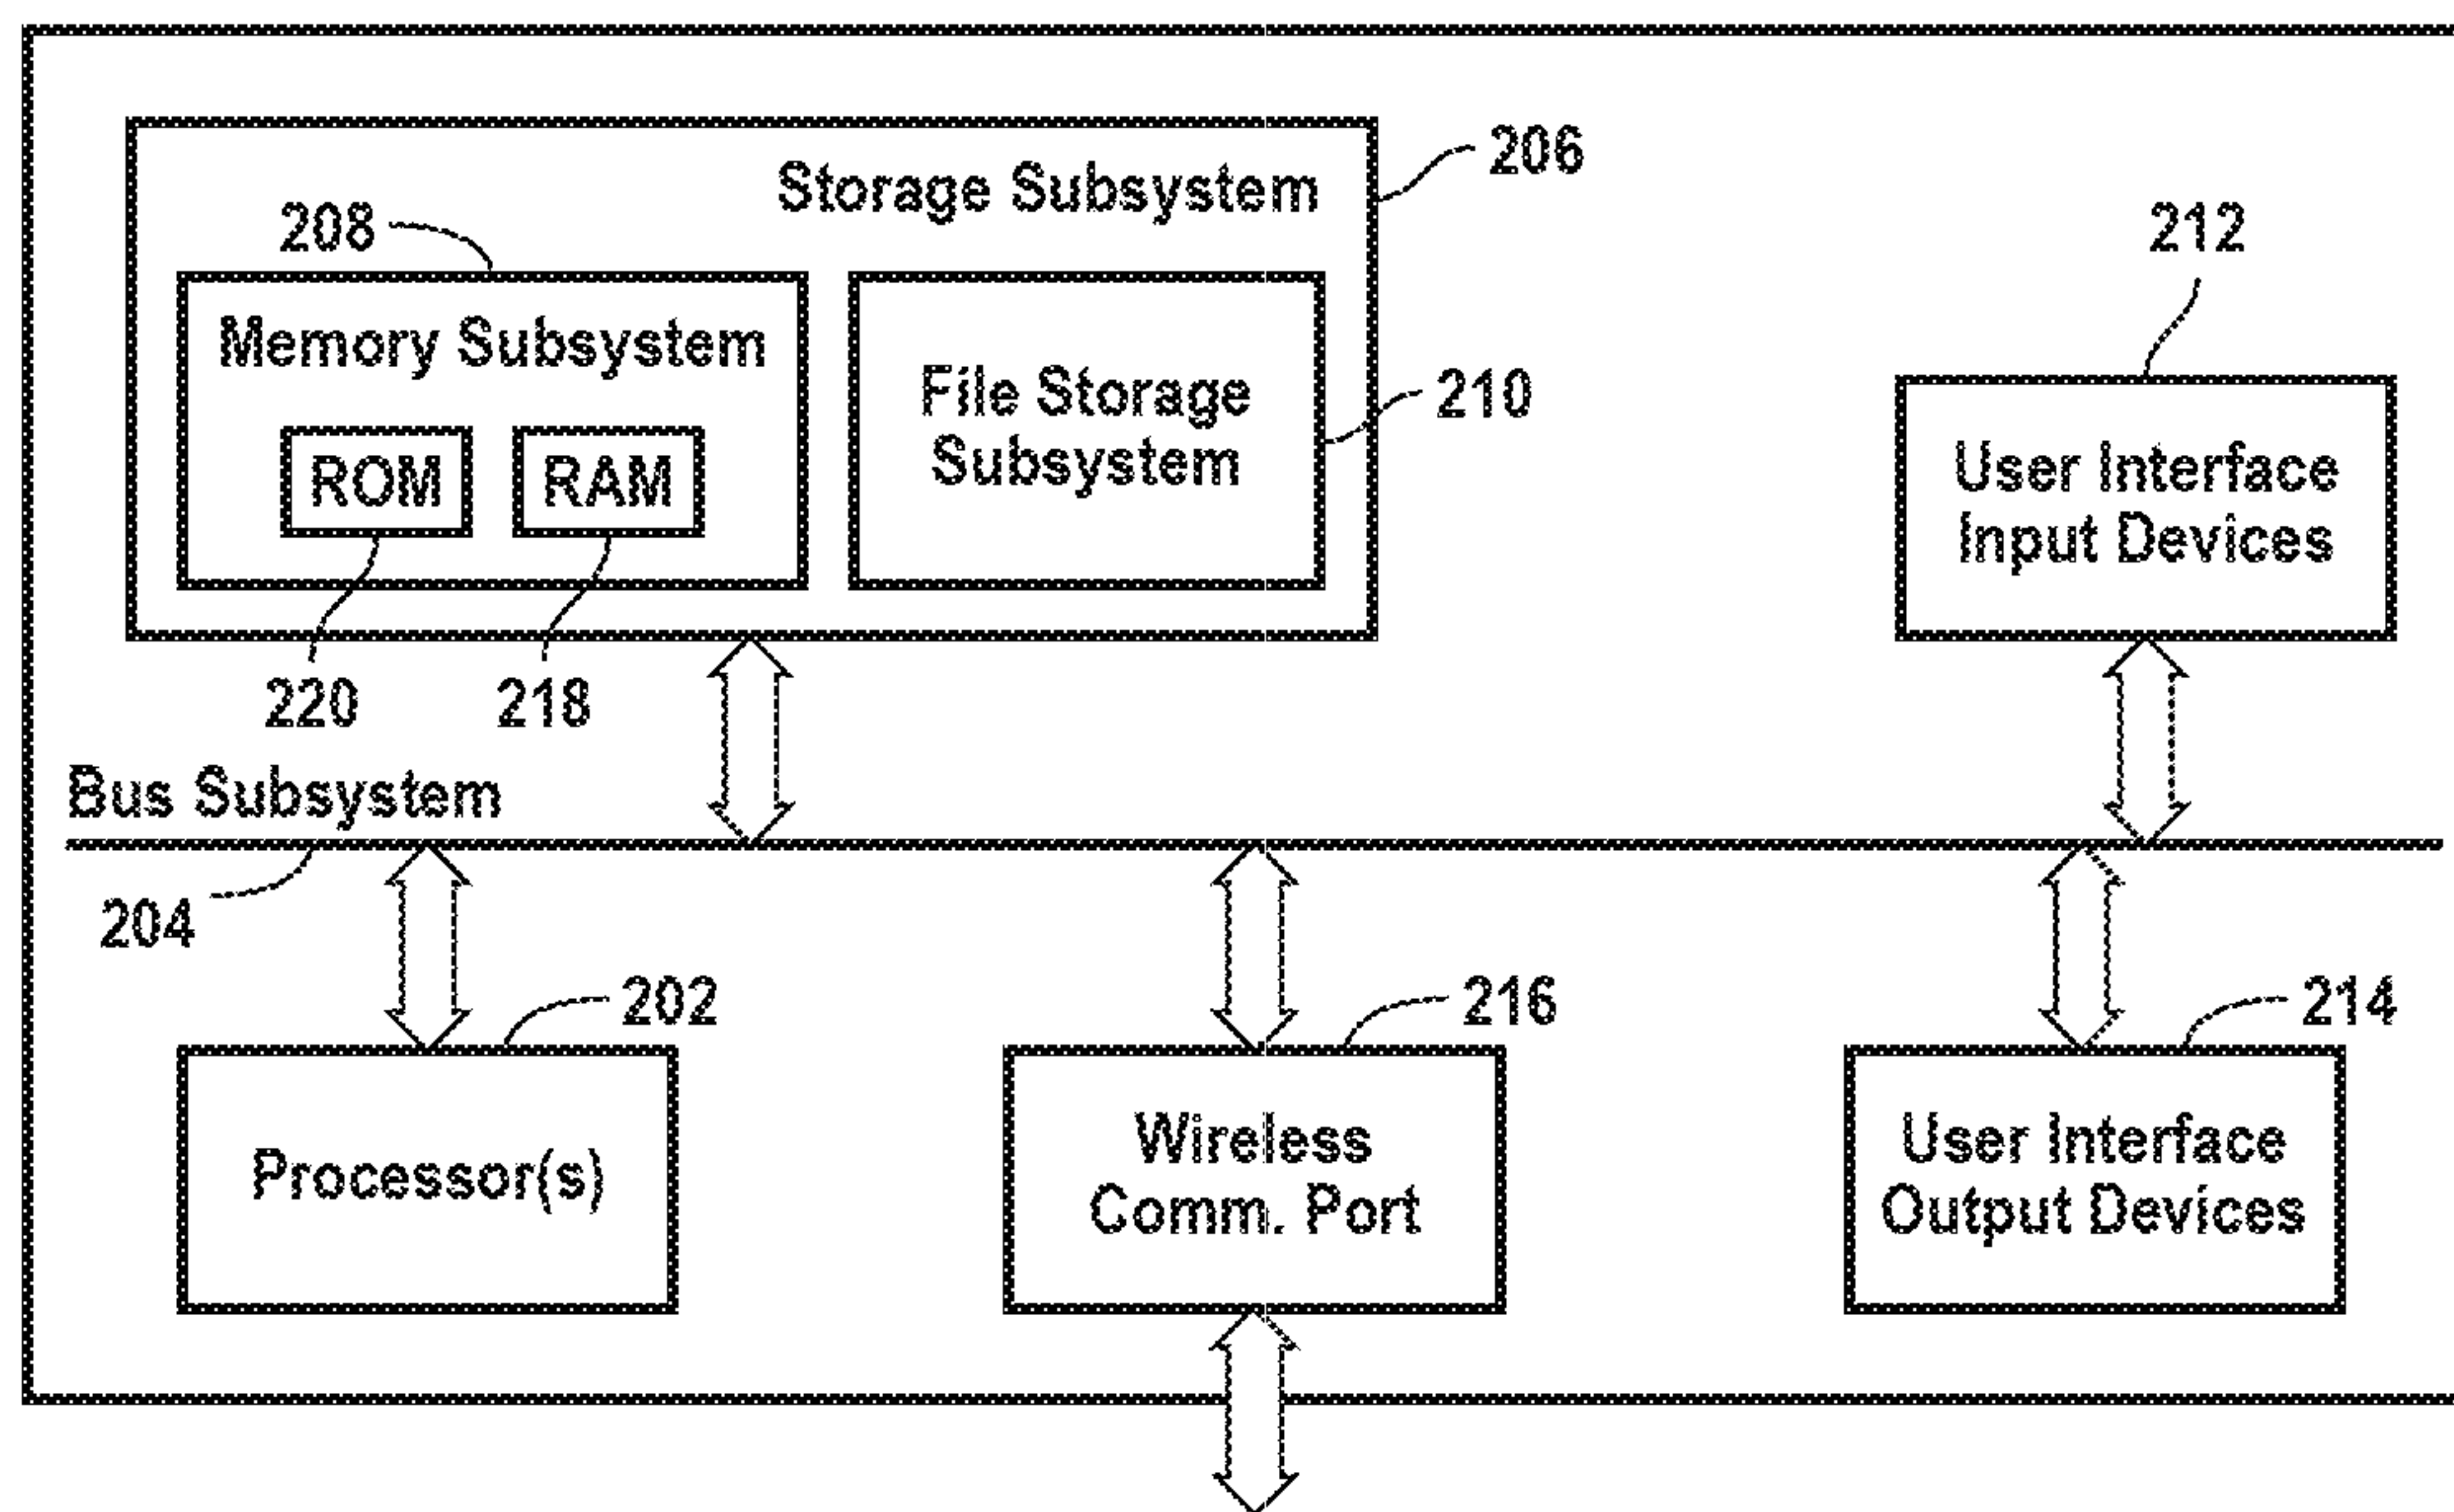 206
Storage Subsystem
208
212
Memory Subsystem
File Storage
Subsystem
210
ROM
RAM
User Interface
Input Devices
220
218
Bus Subsystem
204
202
216
214
Processor(s)
Wireless
Comm. Port
User Interface
Output Devices